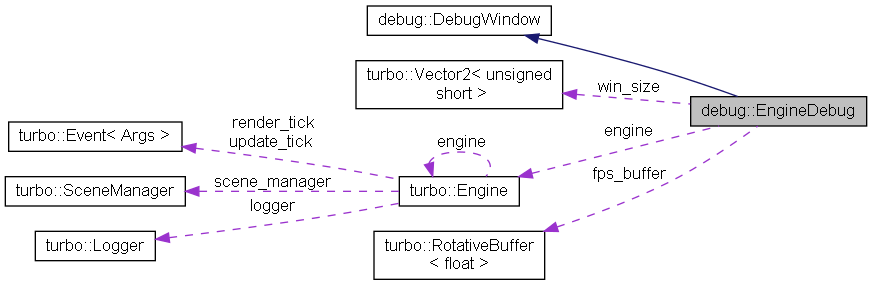 debug::DebugWindow
turbo::Vector2< unsigned
short >
win_size
debug::EngineDebug
render_tick
update_tick
turbo::Event< Args >
engine
engine
fps_buffer
turbo::SceneManager
scene_manager
turbo::Engine
logger
turbo::Logger
turbo::RotativeBuffer
< float >